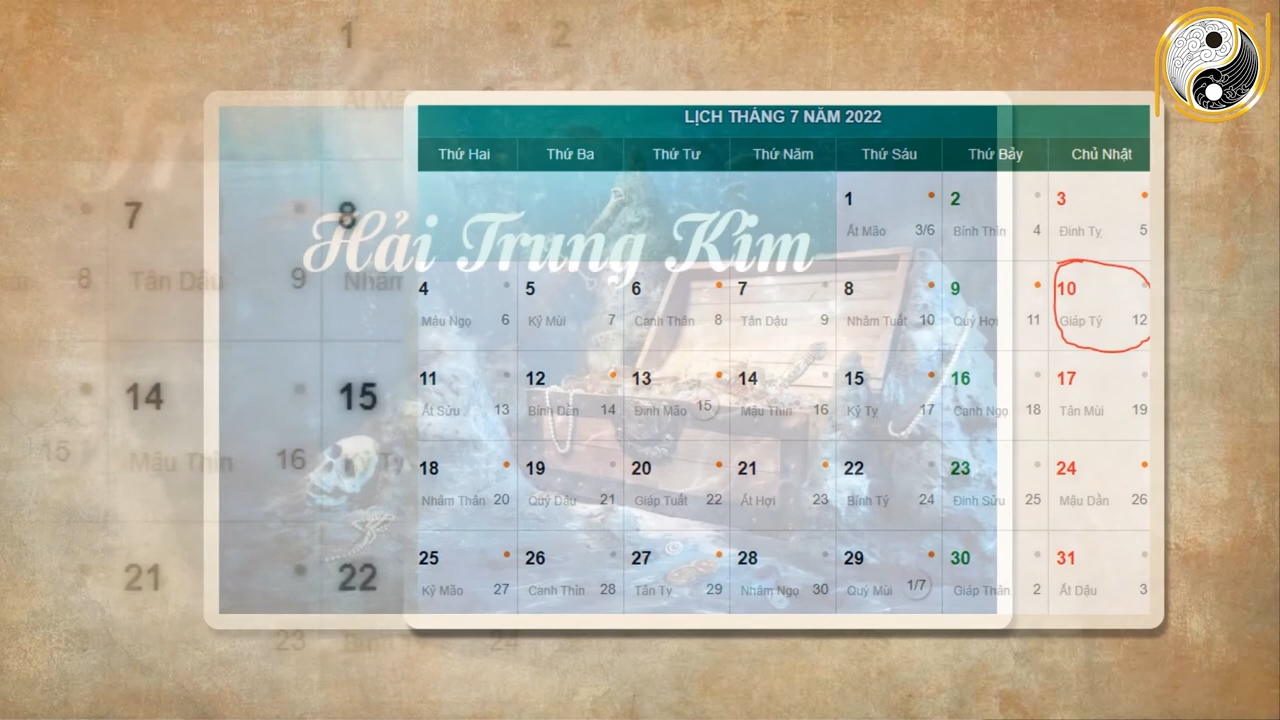 1 2
LỊCH THÁNG 7 NĂM 2022
Thứ Hai Thứ Ba Thứ Tư Thứ Năm Thứ Sáu Thứ Bảy Chủ Nhật
Hải Trung Kim
1 2 3
Ất Mão 3/6 Bính Thìn 4 Đinh Tỵ 5
7 8
8 Tân Dậu 9 Nhâm
4 5 6 7 8 9 10
Mậu Ngọ 6 Kỷ Mùi 7 Canh Thân 8 Tân Dậu 9 Nhâm Tuất 10 Quý Hợi 11 Giáp Tý 12
14 15
11 12 13 14 15 16 17
Ất Sửu 13 Bính Dần 14 Đinh Mão 15 Mậu Thìn 16 Kỷ Tỵ 17 Canh Ngọ 18 Tân Mùi 19
15 Mậu Thìn 16 Kỷ Tỵ
18 19 20 21 22 23 24
Nhâm Thân 20 Quý Dậu 21 Giáp Tuất 22 Ất Hợi 23 Bính Tý 24 Đinh Sửu 25 Mậu Dần 26
21 22
25 26 27 28 29 30 31
Kỷ Mão 27 Canh Thìn 28 Tân Tỵ 29 Nhâm Ngọ 30 Quý Mùi 1/7 Giáp Thân 2 Ất Dậu 3
23 24